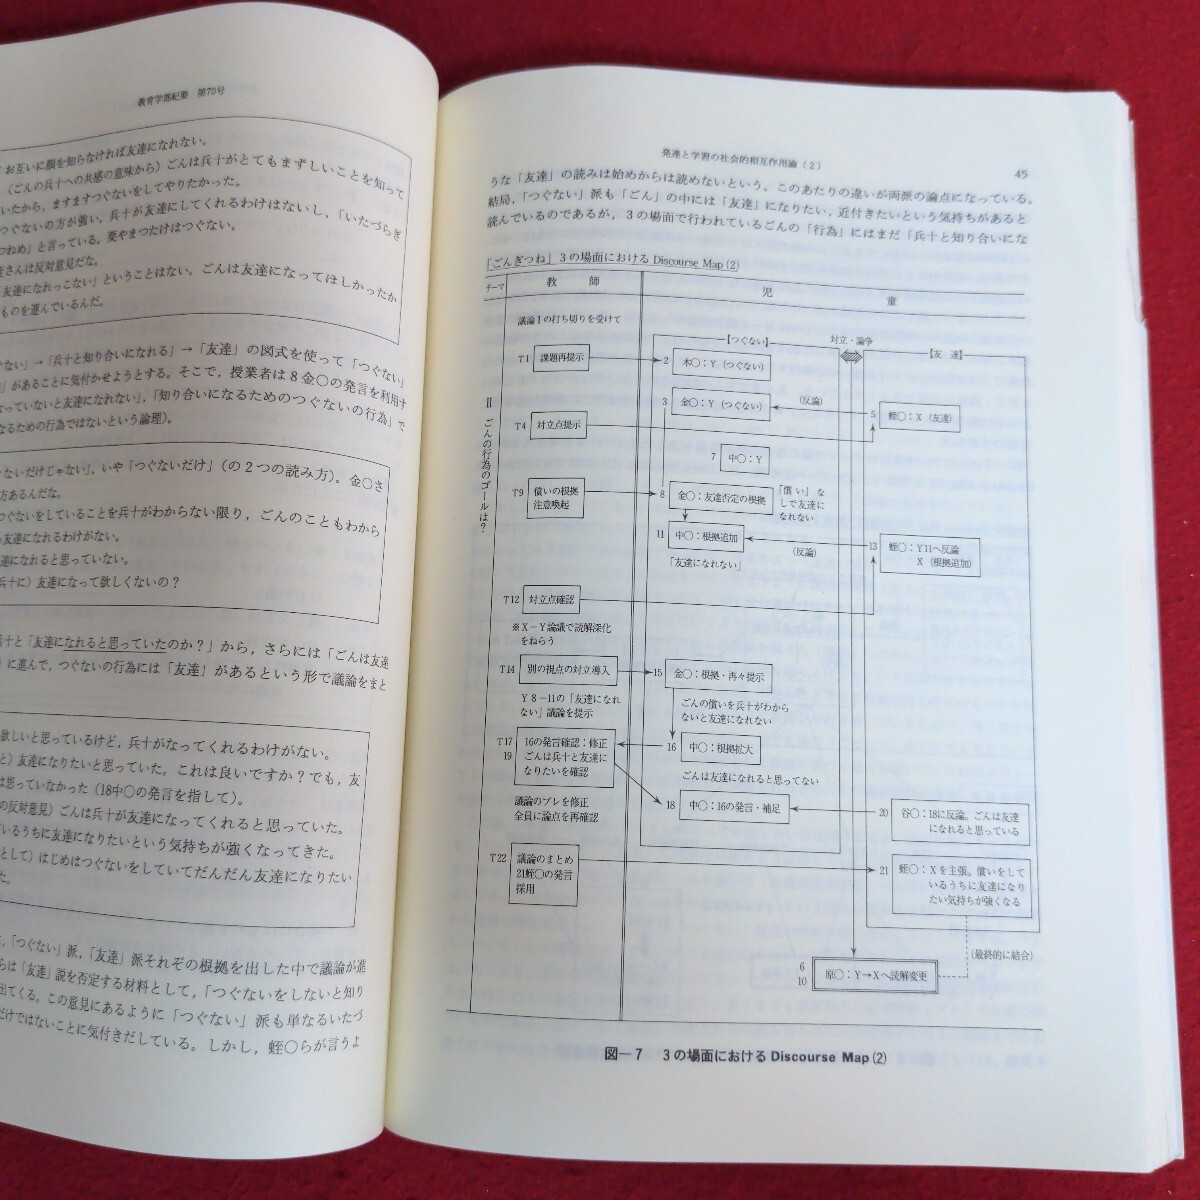 教育学部紀要 第70号
お互いに顔を知らなければ友達になれない。
（ごんの兵十への共感の意味から）ごんは兵十がとてもまずしいことを知って
いたから，ますますつぐないをしてやりたかった。
つぐないの方が強い，兵十が友達にしてくれるわけはないし，「いたづらぎ
つねめ」と言っている。要やまつたけはつぐない。
さんは反対意見だな。
友達になれっこない」ということはない。ごんは友達になってほしかったか
ものを運んでいるんだ。
ぐない」→「兵十と知り合いになれる」→「友達」の図式を使って「つぐない」
」があることに気付かせようとする。そこで，授業者は8金〇の発言を利用す
なっていないと友達になれない」，「知り合いになるためのつぐないの行為」で
なるための行為ではないという論理)。
ぐないだけじゃない」，いや「つぐないだけ」(の2つの読み方)。金〇さ
方あるんだな。
つぐないをしていることを兵十がわからない限り，ごんのこともわから
友達になれるわけがない。
達になれると思っていない。
兵十に）友達になって欲しくないの？
兵十と「友達になれると思っていたのか？」から，さらには「ごんは友達
」に進んで，つぐないの行為には「友達」があるという形で議論をまと
欲しいと思っているけど，兵十がなってくれるわけがない。
と）友達になりたいと思っていた。これは良いですか？でも，友
は思っていなかった（18中〇の発言を指して)。
の反対意見）ごんは兵十が友達になってくれると思っていた。
ているうちに友達になりたいという気持ちが強くなってきた。
として）はじめはつぐないをしていてだんだん友達になりたい
た。
，「つぐない」派，「友達」派それぞの根拠を出した中で議論が進
らは「友達」説を否定する材料として，「つぐないをしないと知り
出てくる。この意見にあるように「つぐない」派も単なるいたづ
だけではないことに気付きだしている。しかし，蛭〇らが言うよ
発達と学習の社会的相互作用論（2） 45
うな「友達」の読みは始めからは読めないという。このあたりの違いが両派の論点になっている。
結局，「つぐない」派も「ごん」の中には「友達」になりたい，近付きたいという気持ちがあると
読んでいるのであるが，3の場面で行われているごんの「行為」にはまだ「兵十と知り合いにな
「ごんぎつね」3の場面におけるDiscourse Map(2)
テーマ 教 師 児 童
議論Iの打ち切りを受けて
【つぐない】 対立・論争 【友 達】
T1 課題再提示
2 木〇：Y（つぐない）
3 金〇：Y（つぐない）
（反論）
5 蛭〇：X（友達）
II ごんの行為のゴールは？
T4 対立点提示
7 中〇：Y
T9 償いの根拠
注意喚起
8 金〇：友達否定の根拠
「償い」な
しで友達に
なれない
11 中〇：根拠追加
（反論）
13 蛭〇：Y11へ反論
X（根拠追加）
「友達になれない」
T12 対立点確認
※X－Y論議で読解深化
をねらう
T14 別の視点の対立導入
15 金〇：根拠・再々提示
Y8－11の「友達になれ
ない」議論を提示
ごんの償いを兵十がわから
ないと友達になれない
T17 16の発言確認：修正
19 ごんは兵十と友達に
なりたいを確認
16 中〇：根拠拡大
ごんは友達になれると思ってない
議論のブレを修正
全員に論点を再確認
18 中〇：16の発言・補足
20 谷〇：18に反論。ごんは友達
になれると思っている
T22 議論のまとめ
21蛭〇の発言
採用
21 蛭〇：Xを主張。償いをして
いるうちに友達になり
たい気持ちが強くなる
（最終的に結合）
6
10 原〇：Y→Xへ読解変更
図―7 3の場面におけるDiscourse Map(2)